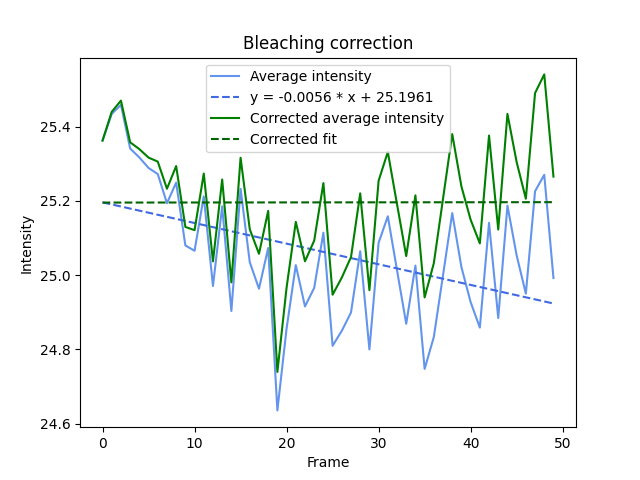 Bleaching correction
Average intensity
y = -0.0056 * x + 25.1961
Corrected average intensity
Corrected fit
Intensity
25.4
25.2
25.0
24.8
24.6
0 10 20 30 40 50
Frame